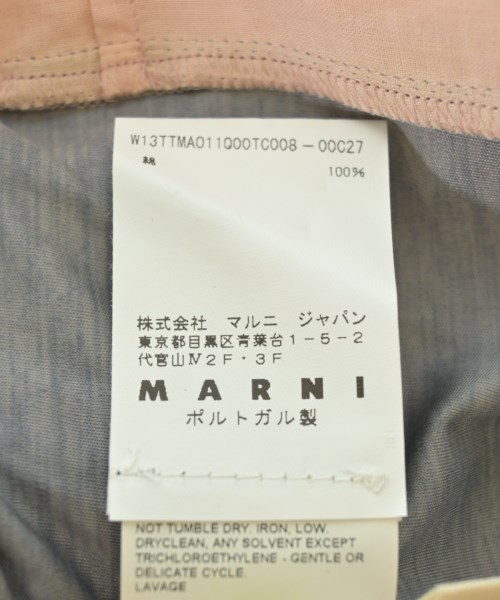 W13TTMA011Q00TC008-00C27
綿
100%
株式会社 マルニ ジャパン
東京都目黒区青葉台1-5-2
代官山Ⅳ2F・3F
MARNI
ポルトガル製
NOT TUMBLE DRY. IRON, LOW.
DRYCLEAN, ANY SOLVENT EXCEPT
TRICHLOROETHYLENE - GENTLE OR
DELICATE CYCLE.
LAVAGE